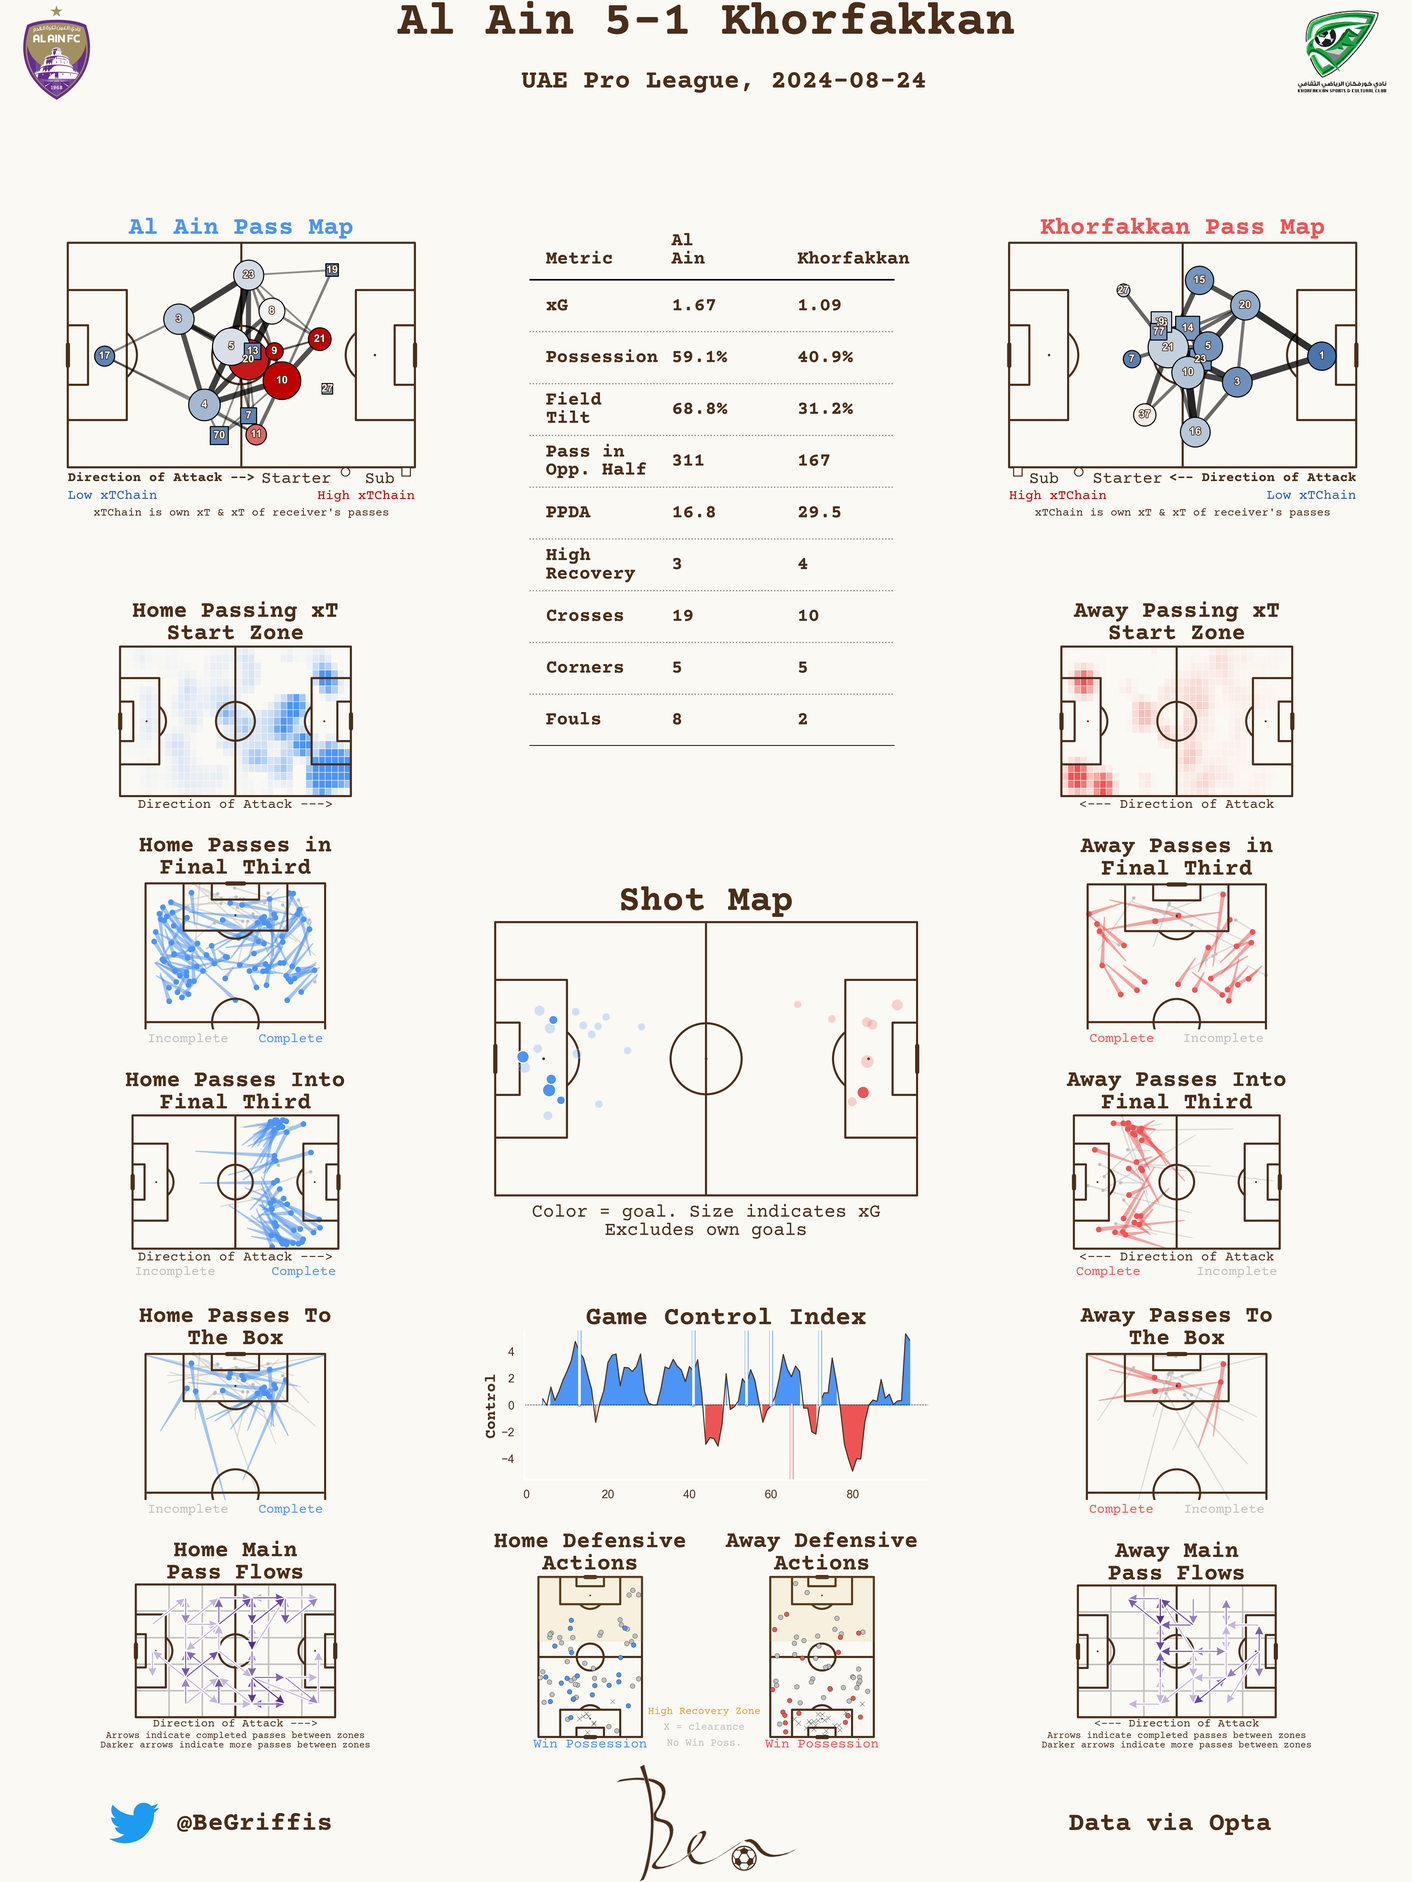 Al Ain 5-1 Khorfakkan
UAE Pro League, 2024-08-24
AL AIN FC
1968
نادي خورفكان الرياضي الثقافي
KHORFAKKAN SPORTS & CULTURAL CLUB
Al Ain Pass Map
23
19
3
8
21
5
13
9
20
17
10
27
4
7
70
11
Direction of Attack --> Starter Sub
Low xTChain High xTChain
xTChain is own xT & xT of receiver's passes
Metric Al Ain Khorfakkan
xG 1.67 1.09
Possession 59.1% 40.9%
Field Tilt 68.8% 31.2%
Pass in Opp. Half 311 167
PPDA 16.8 29.5
High Recovery 3 4
Crosses 19 10
Corners 5 5
Fouls 8 2
Khorfakkan Pass Map
15
27
20
14
77
21
5
7
23
1
10
3
37
16
Sub Starter <-- Direction of Attack
High xTChain Low xTChain
xTChain is own xT & xT of receiver's passes
Home Passing xT
Start Zone
Direction of Attack --->
Away Passing xT
Start Zone
<--- Direction of Attack
Home Passes in
Final Third
Incomplete Complete
Away Passes in
Final Third
Complete Incomplete
Shot Map
Color = goal. Size indicates xG
Excludes own goals
Home Passes Into
Final Third
Direction of Attack --->
Incomplete Complete
Away Passes Into
Final Third
<--- Direction of Attack
Complete Incomplete
Home Passes To
The Box
Incomplete Complete
Game Control Index
Control
4
2
0
−2
−4
0 20 40 60 80
Away Passes To
The Box
Complete Incomplete
Home Main
Pass Flows
Direction of Attack --->
Arrows indicate completed passes between zones
Darker arrows indicate more passes between zones
Home Defensive
Actions
Win Possession
High Recovery Zone
X = clearance
No Win Poss.
Away Defensive
Actions
Win Possession
Away Main
Pass Flows
<--- Direction of Attack
Arrows indicate completed passes between zones
Darker arrows indicate more passes between zones
@BeGriffis
Ben
Data via Opta